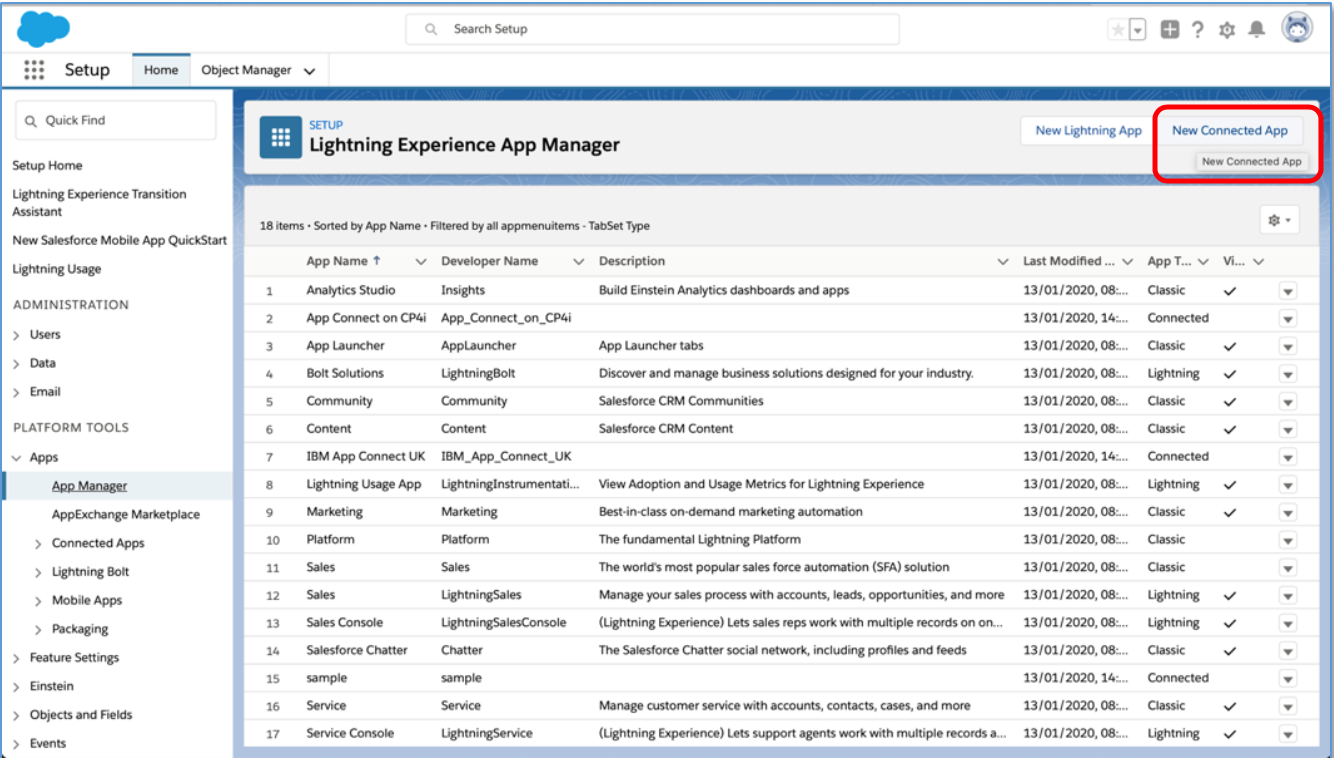 Search Setup
Setup Home Object Manager
Quick Find
Setup Home
Lightning Experience Transition
Assistant
New Salesforce Mobile App QuickStart
Lightning Usage
ADMINISTRATION
Users
Data
Email
PLATFORM TOOLS
Apps
App Manager
AppExchange Marketplace
Connected Apps
Lightning Bolt
Mobile Apps
Packaging
Feature Settings
Einstein
Objects and Fields
Events
SETUP
Lightning Experience App Manager
New Lightning App New Connected App
New Connected App
18 items • Sorted by App Name • Filtered by all appmenuitems - TabSet Type
App Name ↑ Developer Name Description Last Modified ... App T... Vi...
1 Analytics Studio Insights Build Einstein Analytics dashboards and apps 13/01/2020, 08:... Classic ✓
2 App Connect on CP4i App_Connect_on_CP4i 13/01/2020, 14:... Connected
3 App Launcher AppLauncher App Launcher tabs 13/01/2020, 08:... Classic ✓
4 Bolt Solutions LightningBolt Discover and manage business solutions designed for your industry. 13/01/2020, 08:... Lightning ✓
5 Community Community Salesforce CRM Communities 13/01/2020, 08:... Classic ✓
6 Content Content Salesforce CRM Content 13/01/2020, 08:... Classic ✓
7 IBM App Connect UK IBM_App_Connect_UK 13/01/2020, 14:... Connected
8 Lightning Usage App LightningInstrumentati... View Adoption and Usage Metrics for Lightning Experience 13/01/2020, 08:... Lightning ✓
9 Marketing Marketing Best-in-class on-demand marketing automation 13/01/2020, 08:... Classic ✓
10 Platform Platform The fundamental Lightning Platform 13/01/2020, 08:... Classic
11 Sales Sales The world's most popular sales force automation (SFA) solution 13/01/2020, 08:... Classic
12 Sales LightningSales Manage your sales process with accounts, leads, opportunities, and more 13/01/2020, 08:... Lightning ✓
13 Sales Console LightningSalesConsole (Lightning Experience) Lets sales reps work with multiple records on on... 13/01/2020, 08:... Lightning ✓
14 Salesforce Chatter Chatter The Salesforce Chatter social network, including profiles and feeds 13/01/2020, 08:... Classic ✓
15 sample sample 13/01/2020, 14:... Connected
16 Service Service Manage customer service with accounts, contacts, cases, and more 13/01/2020, 08:... Classic ✓
17 Service Console LightningService (Lightning Experience) Lets support agents work with multiple records a... 13/01/2020, 08:... Lightning ✓